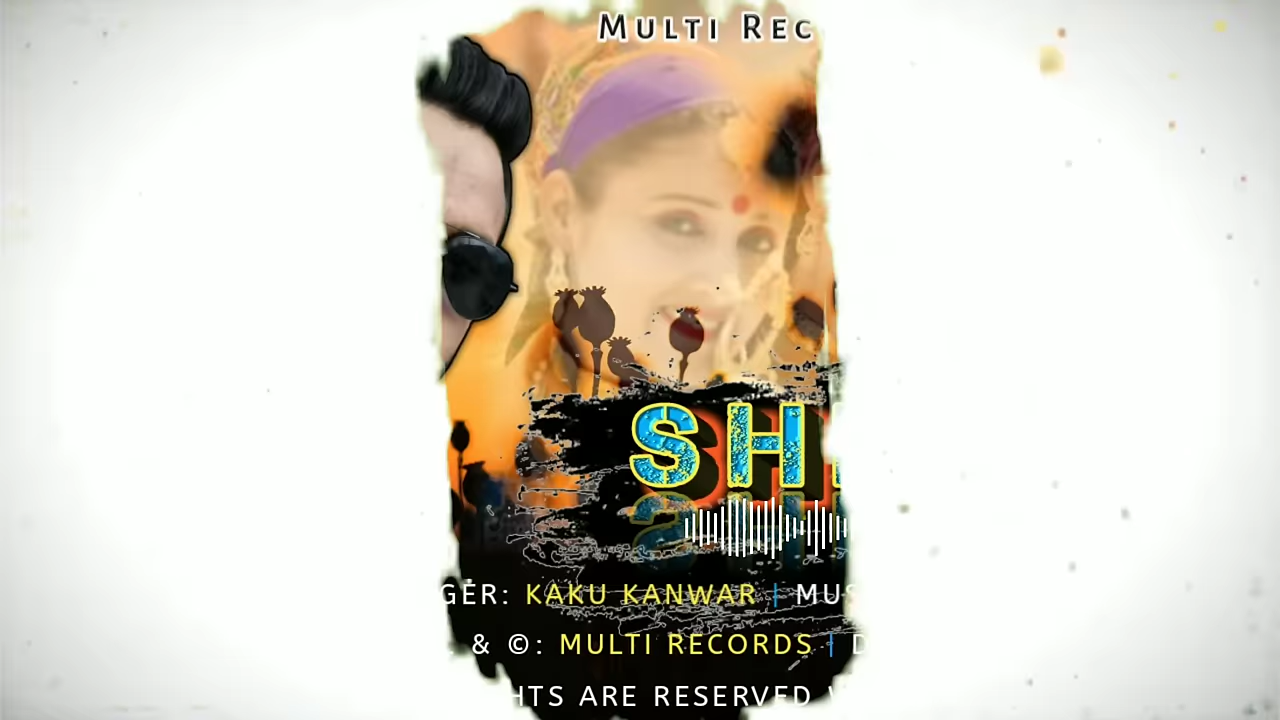 MULTI REC
SH
GER: KAKU KANWAR | MUS
& ©: MULTI RECORDS | D
HTS ARE RESERVED